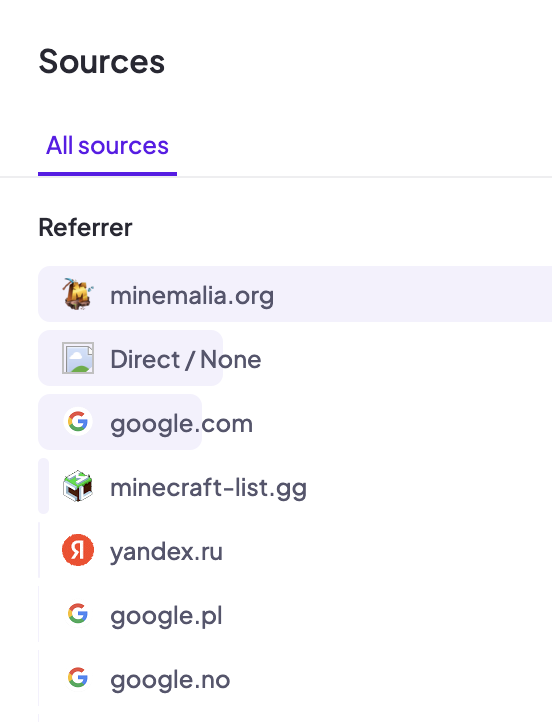 Sources
All sources
Referrer
minemalia.org
Direct / None
google.com
minecraft-list.gg
yandex.ru
google.pl
google.no